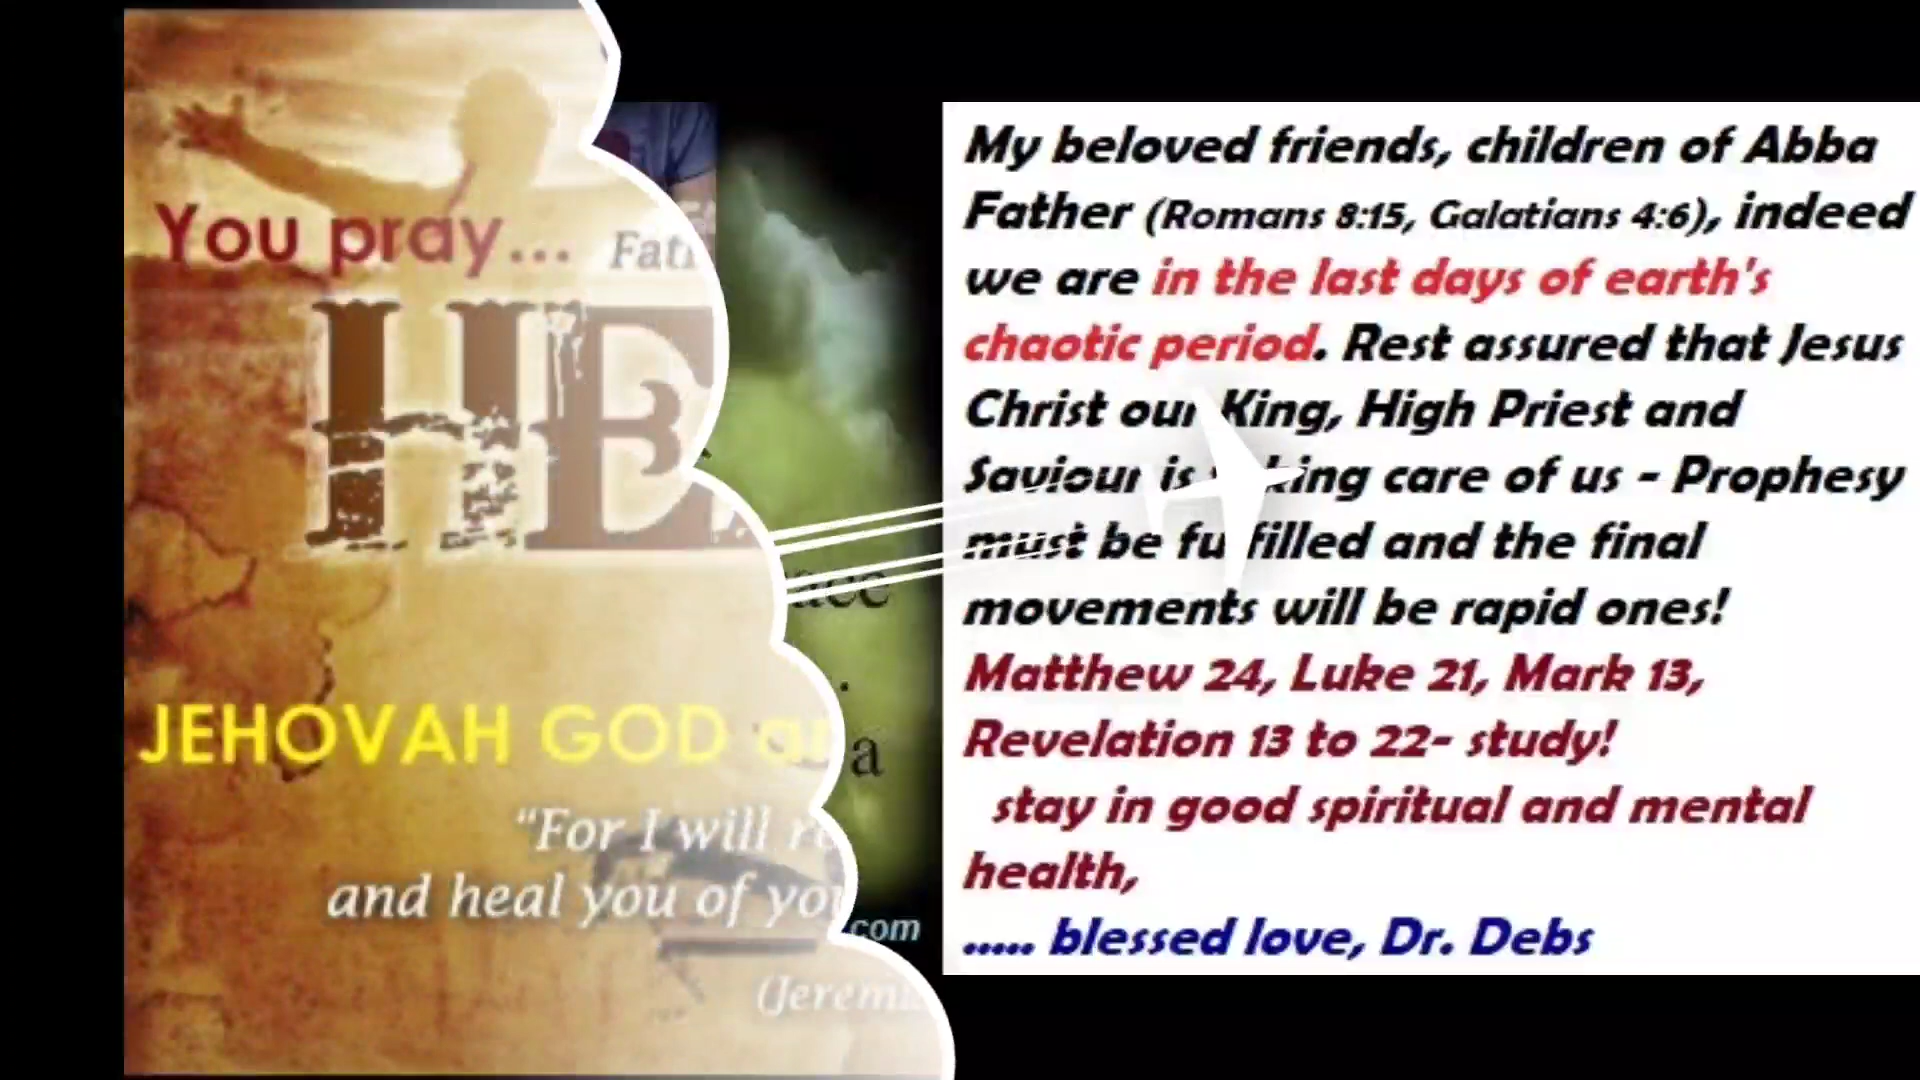 You pray...
HE
JEHOVAH GOD
"For I will
and heal you of
.com
a
My beloved friends, children of Abba
Father (Romans 8:15, Galatians 4:6), indeed
we are in the last days of earth's
chaotic period. Rest assured that Jesus
Christ our King, High Priest and
Saviour is taking care of us - Prophesy
must be fulfilled and the final
movements will be rapid ones!
Matthew 24, Luke 21, Mark 13,
Revelation 13 to 22- study!
stay in good spiritual and mental
health,
..... blessed love, Dr. Debs